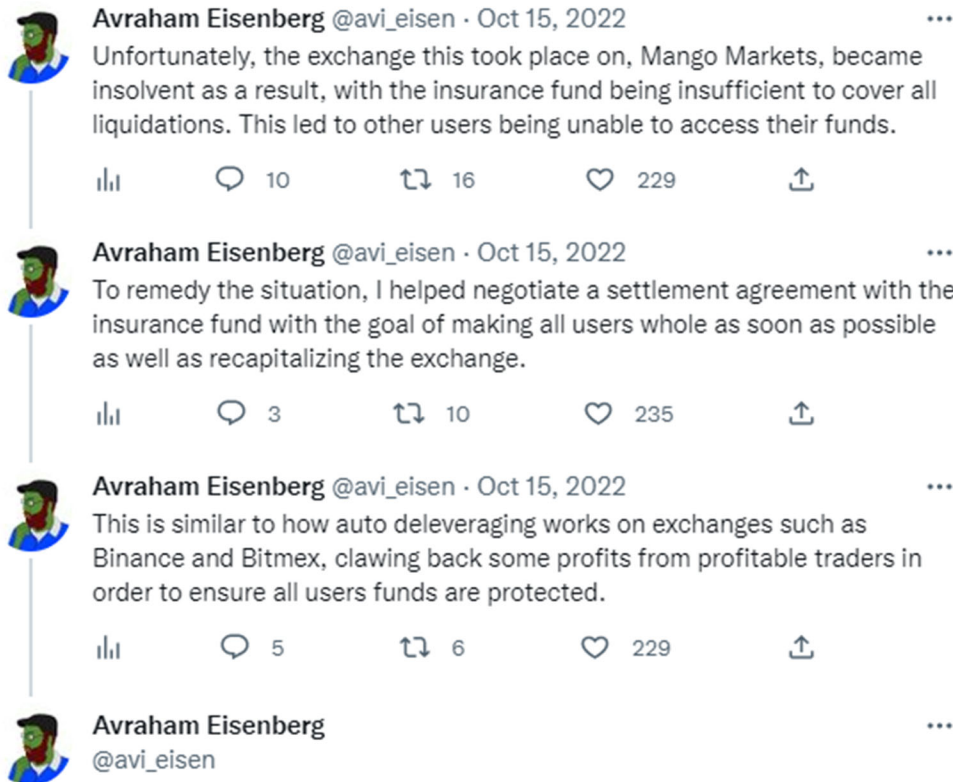 Avraham Eisenberg @avi_eisen · Oct 15, 2022
Unfortunately, the exchange this took place on, Mango Markets, became
insolvent as a result, with the insurance fund being insufficient to cover all
liquidations. This led to other users being unable to access their funds.
10 16 229
Avraham Eisenberg @avi_eisen · Oct 15, 2022
To remedy the situation, I helped negotiate a settlement agreement with the
insurance fund with the goal of making all users whole as soon as possible
as well as recapitalizing the exchange.
3 10 235
Avraham Eisenberg @avi_eisen · Oct 15, 2022
This is similar to how auto deleveraging works on exchanges such as
Binance and Bitmex, clawing back some profits from profitable traders in
order to ensure all users funds are protected.
5 6 229
Avraham Eisenberg
@avi_eisen